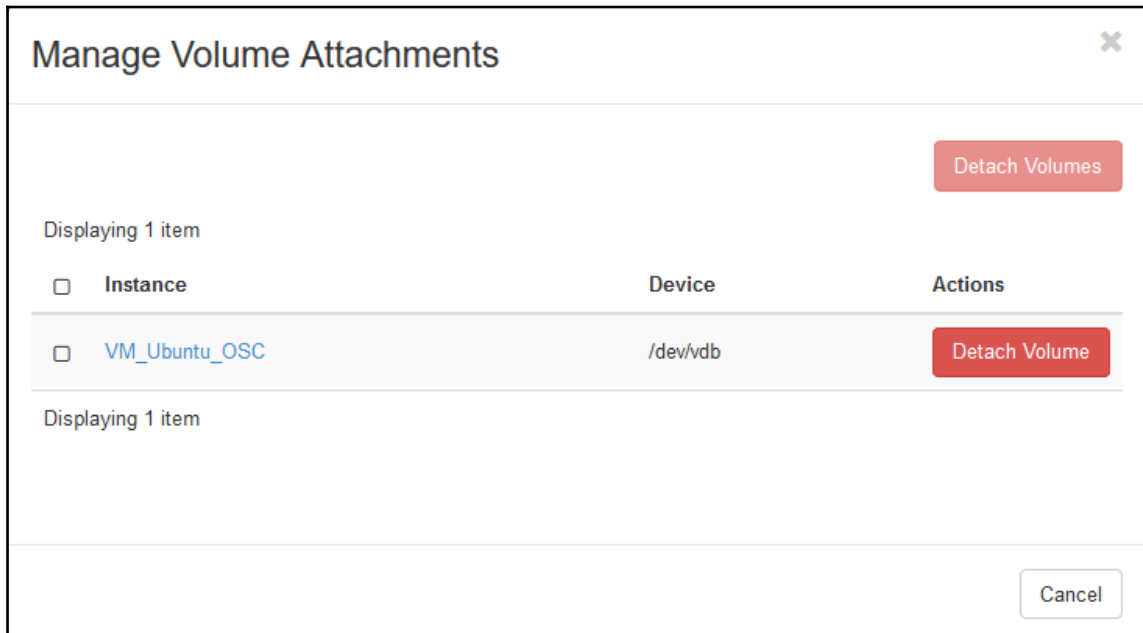 Manage Volume Attachments
Detach Volumes
Displaying 1 item
Instance Device Actions
VM_Ubuntu_OSC /dev/vdb Detach Volume
Displaying 1 item
Cancel